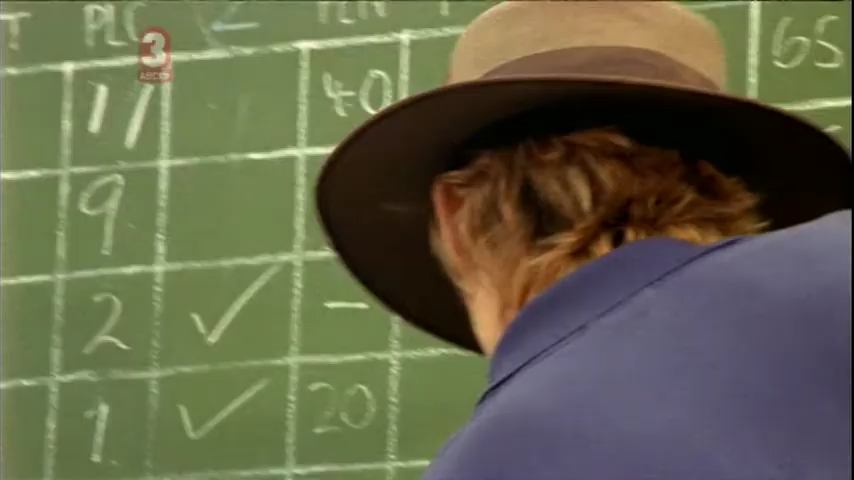 T PLC PEN
3
ABC
11 40 65
9
2 ✓ –
1 ✓ 20